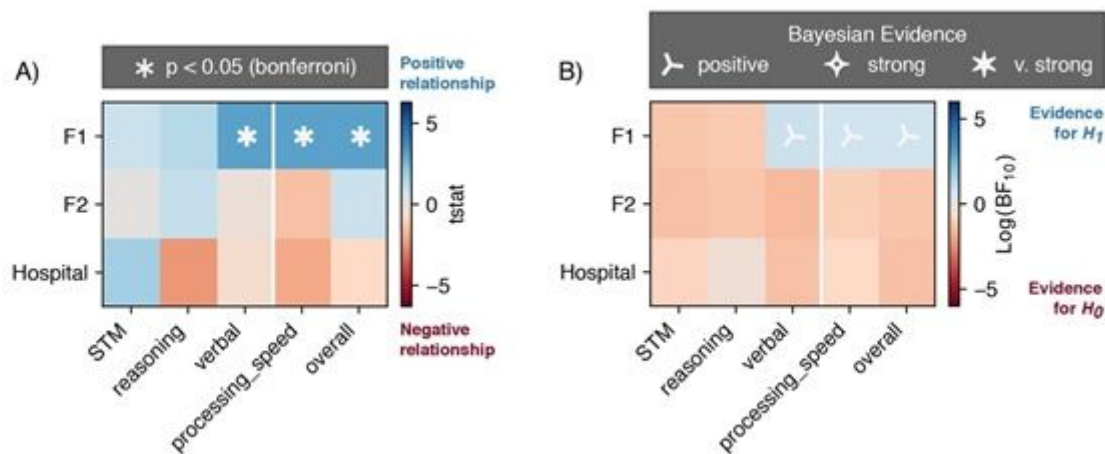 A)
* p < 0.05 (bonferroni)
Positive
relationship
F1
F2
Hospital
STM
reasoning
verbal
processing_speed
overall
5
0
−5
tstat
Negative
relationship
B)
Bayesian Evidence
positive
strong
v. strong
F1
F2
Hospital
STM
reasoning
verbal
processing_speed
overall
5
0
−5
Log(BF10)
Evidence
for H1
Evidence
for H0